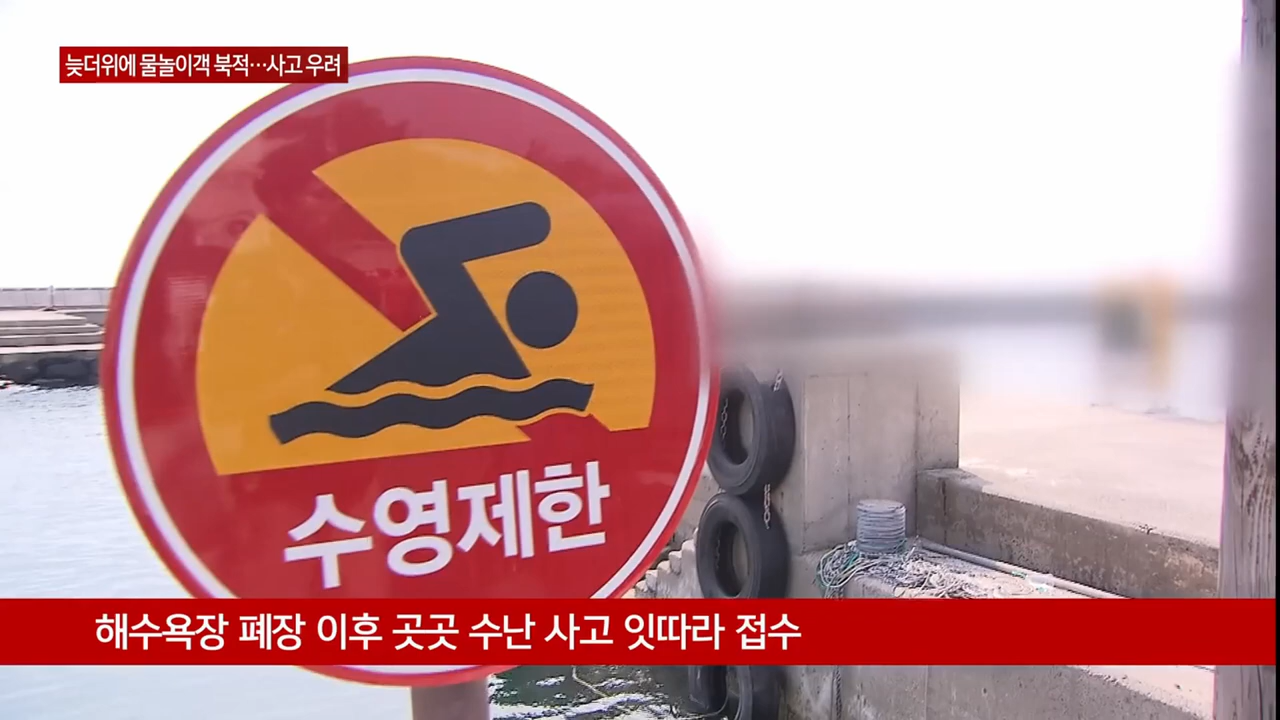 늦더위에 물놀이객 북적…사고 우려
수영제한
해수욕장 폐장 이후 곳곳 수난 사고 잇따라 접수